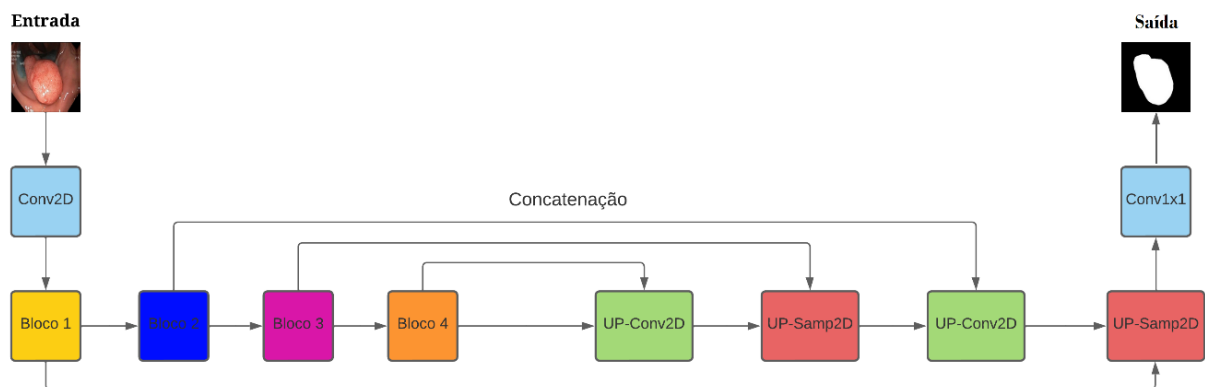 Entrada
Saída
Conv2D
Conv1x1
Concatenação
Bloco 1
Bloco 2
Bloco 3
Bloco 4
UP-Conv2D
UP-Samp2D
UP-Conv2D
UP-Samp2D